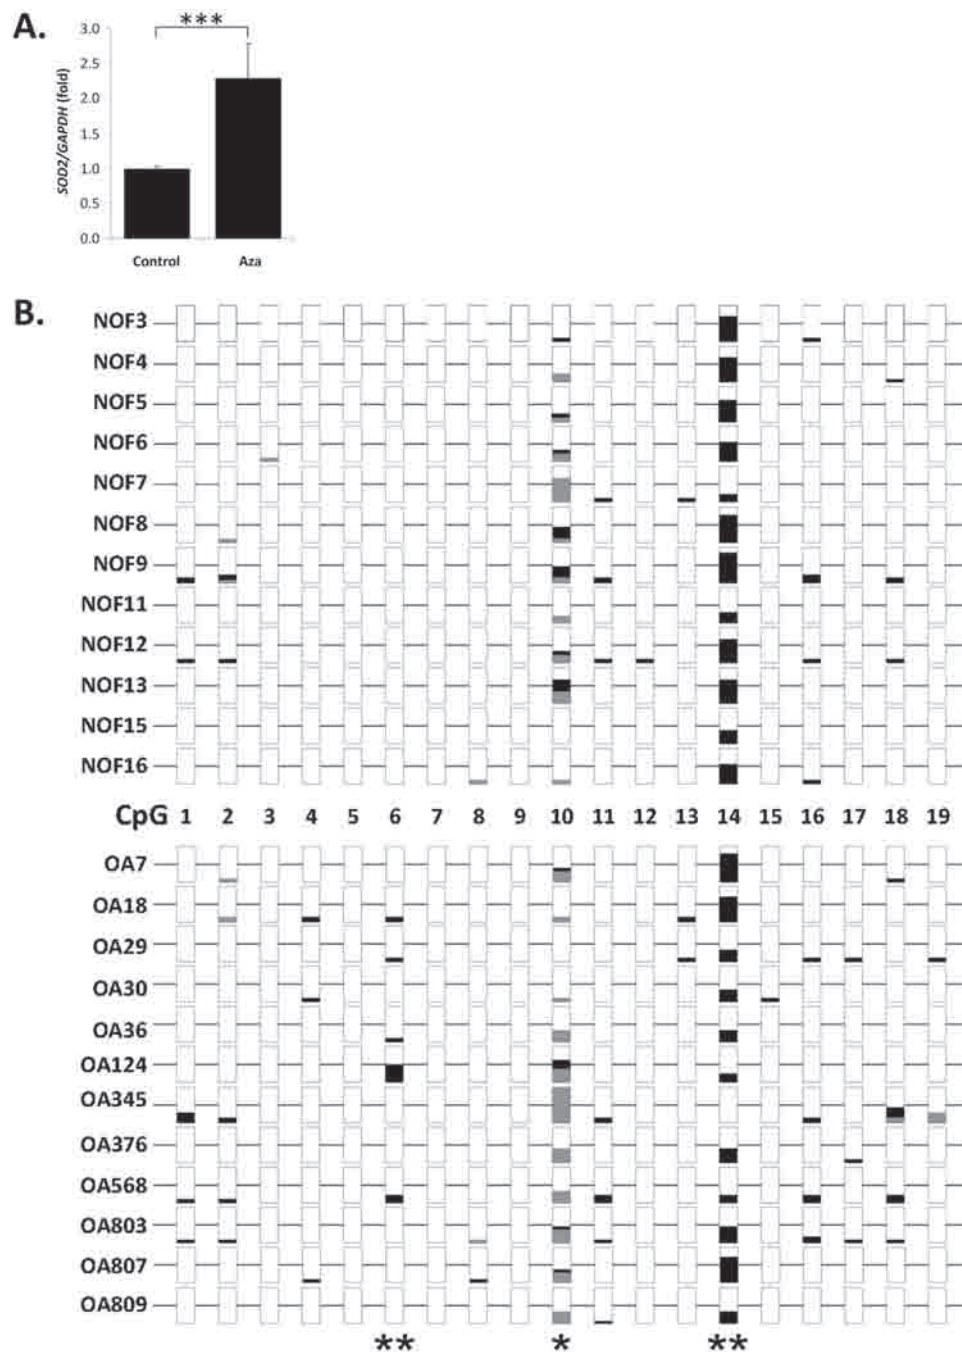 A.
***
3.0
2.5
2.0
1.5
1.0
0.5
0.0
SOD2/GAPDH (fold)
Control Aza
B.
NOF3
NOF4
NOF5
NOF6
NOF7
NOF8
NOF9
NOF11
NOF12
NOF13
NOF15
NOF16
CpG 1 2 3 4 5 6 7 8 9 10 11 12 13 14 15 16 17 18 19
OA7
OA18
OA29
OA30
OA36
OA124
OA345
OA376
OA568
OA803
OA807
OA809
** * **